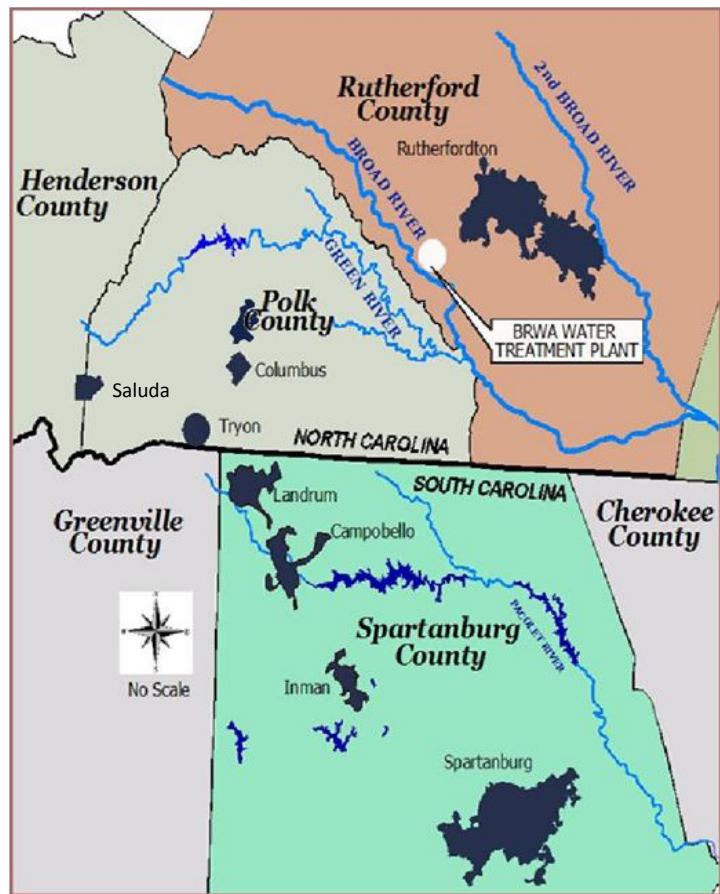 Rutherford
County
2nd BROAD RIVER
BROAD RIVER
Rutherfordton
Henderson
County
GREEN RIVER
Polk
County
BRWA WATER
TREATMENT PLANT
Columbus
Saluda
Tryon
NORTH CAROLINA
SOUTH CAROLINA
Landrum
Greenville
County
Campobello
Cherokee
County
PACOLET RIVER
Spartanburg
County
No Scale
Inman
Spartanburg